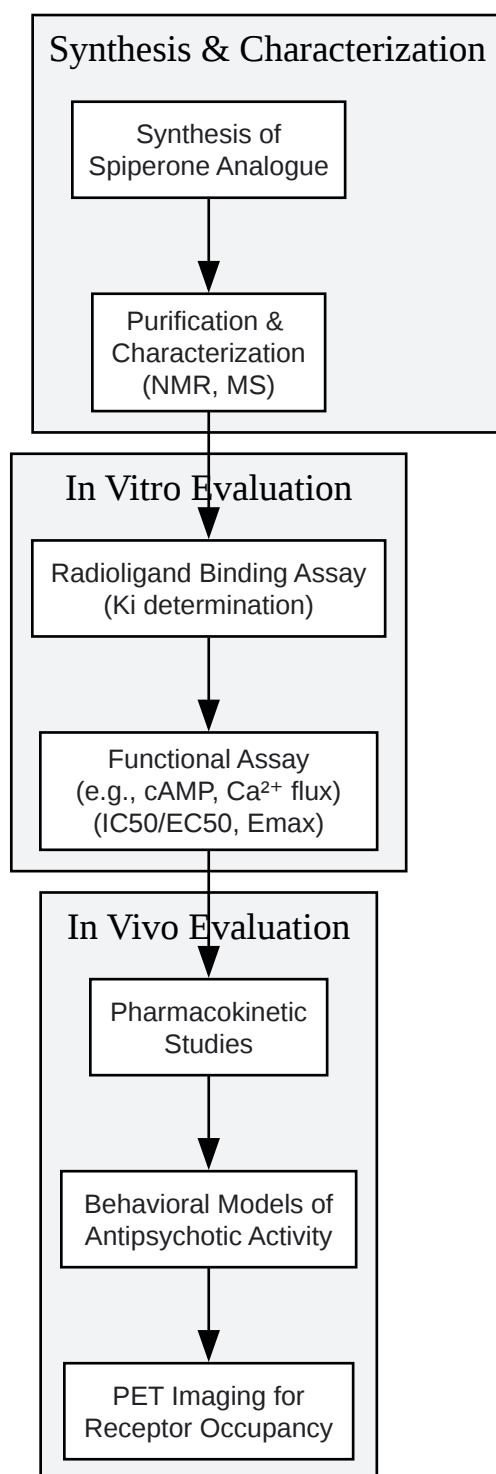 Synthesis & Characterization
Synthesis of
Spiperone Analogue
Purification &
Characterization
(NMR, MS)
In Vitro Evaluation
Radioligand Binding Assay
(Ki determination)
Functional Assay
(e.g., cAMP, Ca²⁺ flux)
(IC50/EC50, Emax)
In Vivo Evaluation
Pharmacokinetic
Studies
Behavioral Models of
Antipsychotic Activity
PET Imaging for
Receptor Occupancy